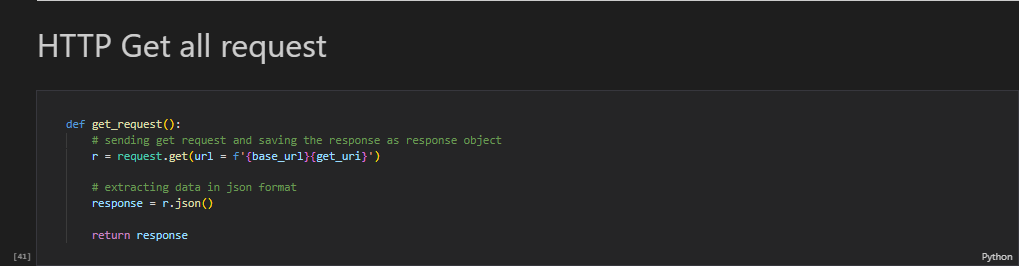 HTTP Get all request
def get_request():
# sending get request and saving the response as response object
r = request.get(url = f'{base_url}{get_uri}')
# extracting data in json format
response = r.json()
return response
[41]
Python